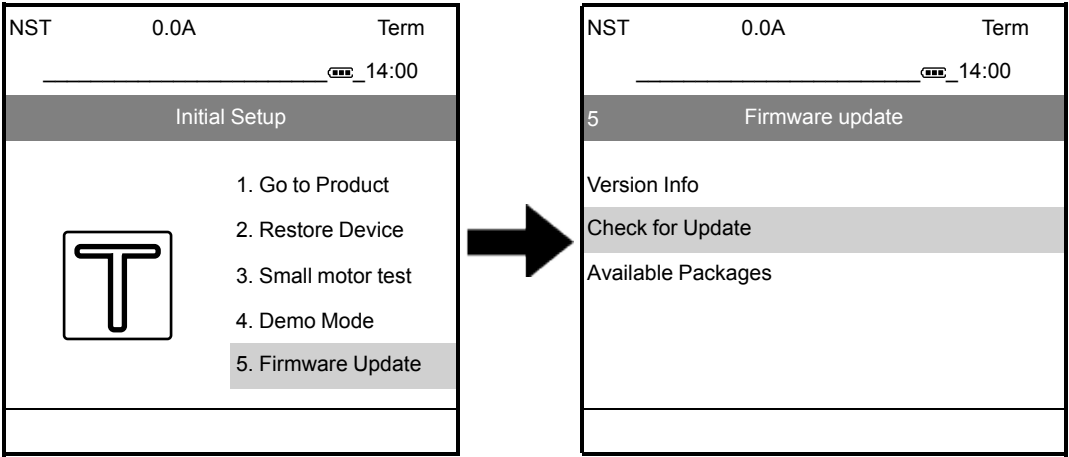 NST 0.0A Term
14:00
Initial Setup
1. Go to Product
2. Restore Device
3. Small motor test
4. Demo Mode
5. Firmware Update
T
NST 0.0A Term
14:00
5 Firmware update
Version Info
Check for Update
Available Packages